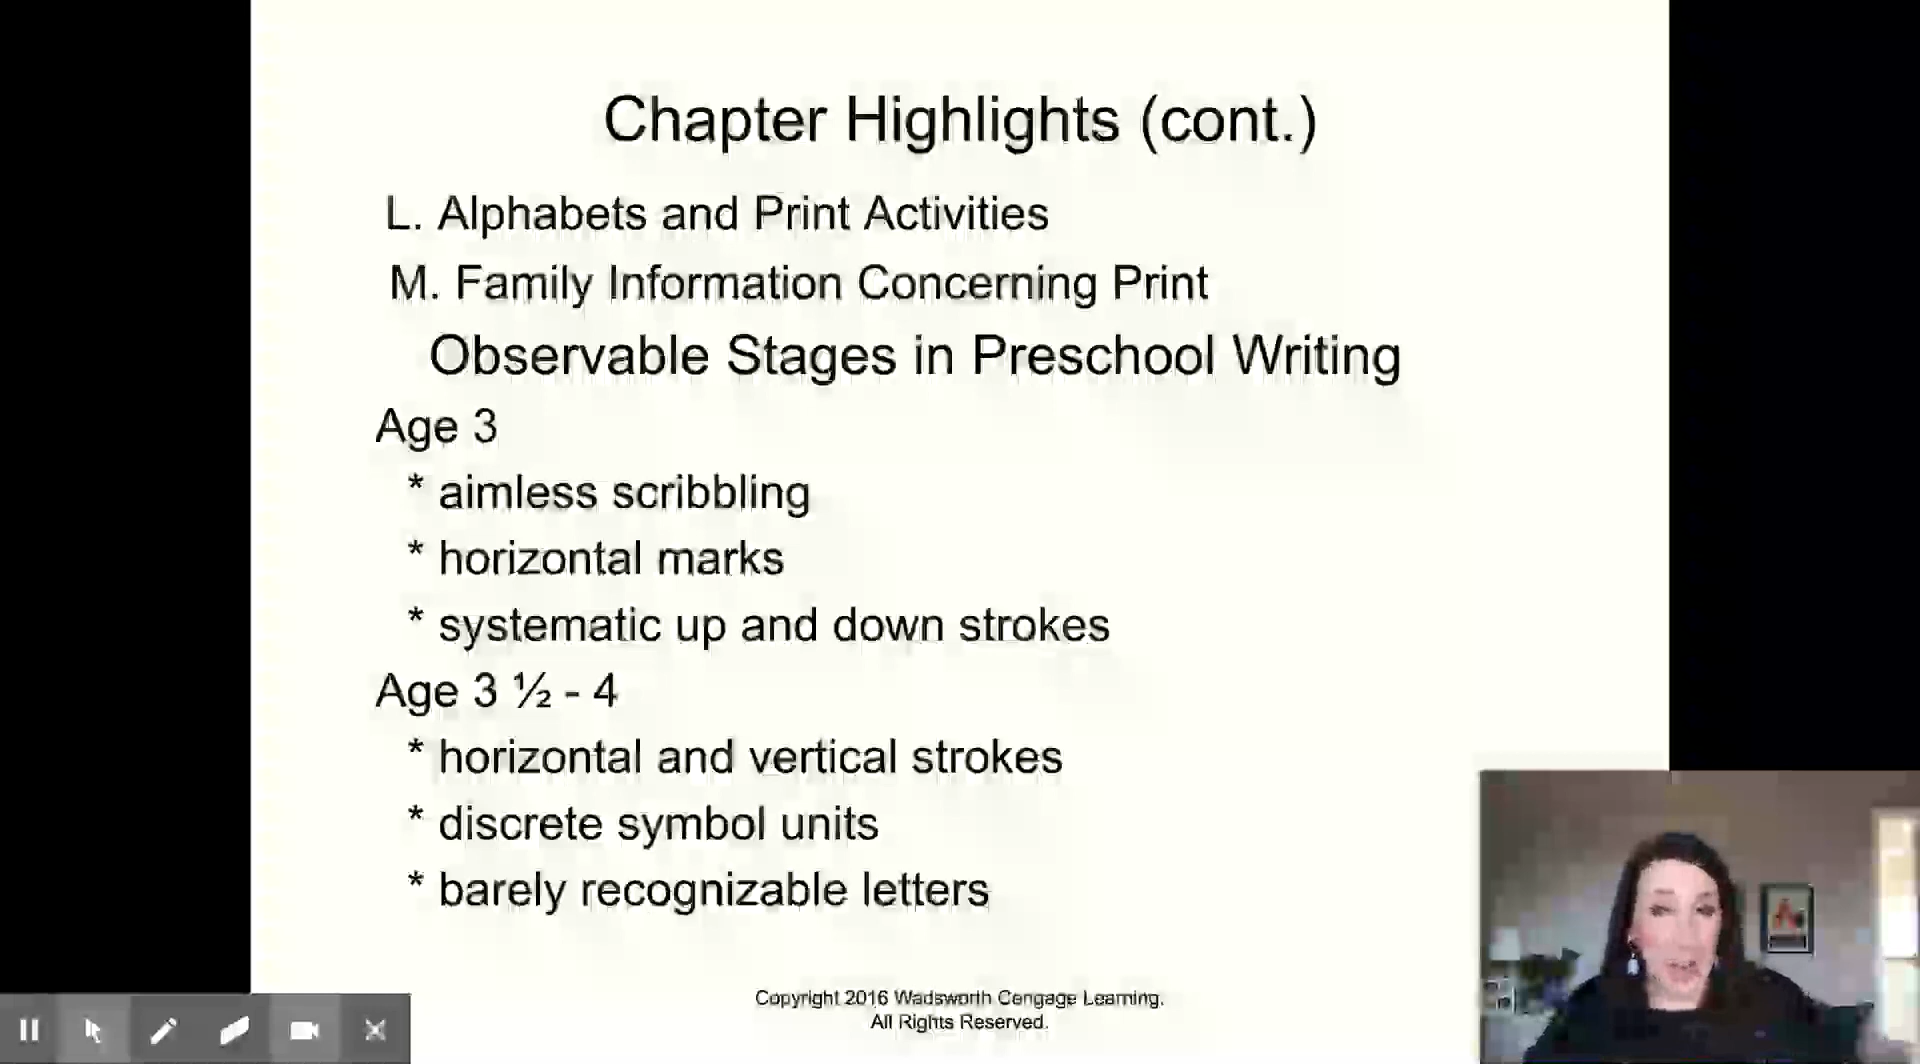 Chapter Highlights (cont.)
L. Alphabets and Print Activities
M. Family Information Concerning Print
Observable Stages in Preschool Writing
Age 3
* aimless scribbling
* horizontal marks
* systematic up and down strokes
Age 3 ½ - 4
* horizontal and vertical strokes
* discrete symbol units
* barely recognizable letters
Copyright 2016 Wadsworth Cengage Learning.
All Rights Reserved.